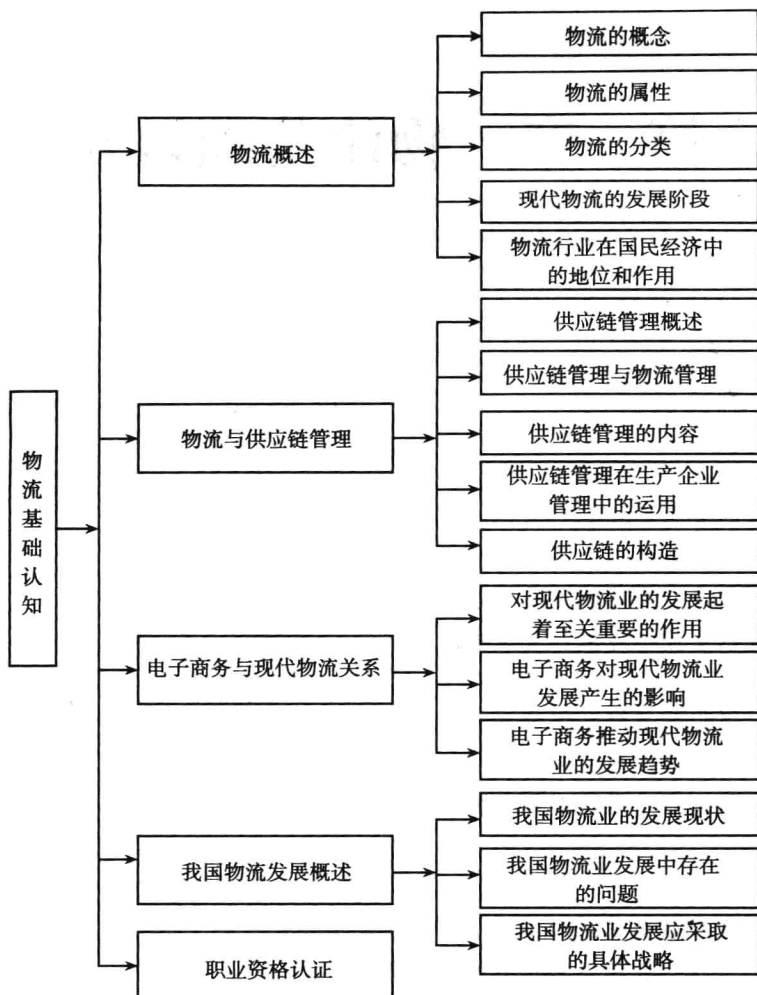 物流基础认知
物流概述
物流的概念
物流的属性
物流的分类
现代物流的发展阶段
物流行业在国民经济中
的地位和作用
物流与供应链管理
供应链管理概述
供应链管理与物流管理
供应链管理的内容
供应链管理在生产企业
管理中的运用
供应链的构造
电子商务与现代物流关系
对现代物流业的发展起
着至关重要的作用
电子商务对现代物流业
发展产生的影响
电子商务推动现代物流
业的发展趋势
我国物流发展概述
我国物流业的发展现状
我国物流业发展中存在
的问题
我国物流业发展应采取
的具体战略
职业资格认证